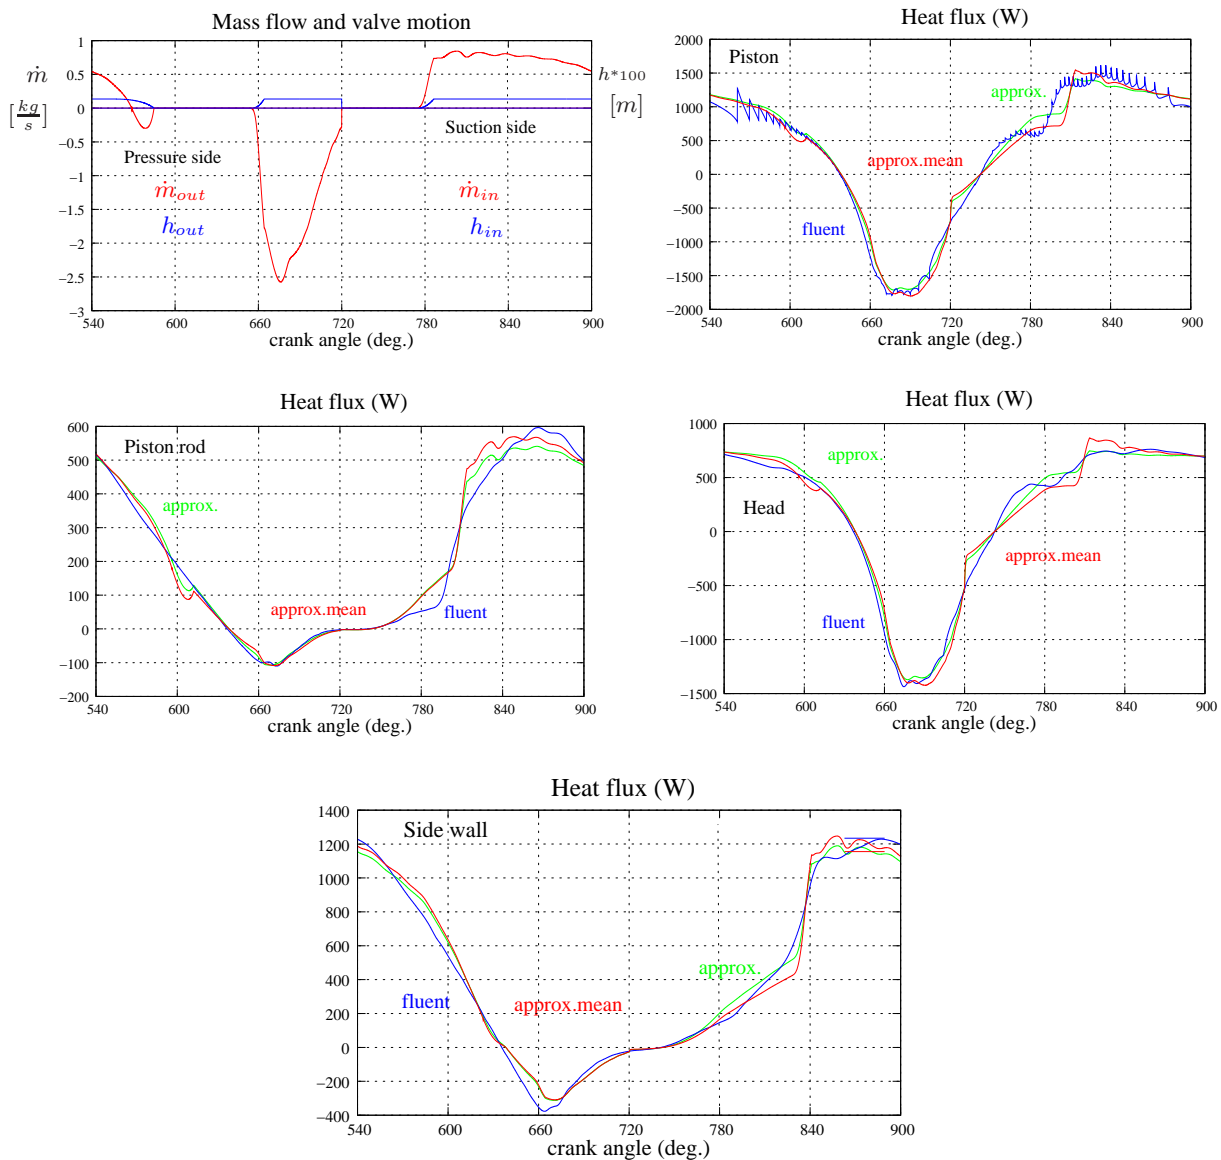 Mass flow and valve motion
1
0.5
0
−0.5
−1
−1.5
−2
−2.5
−3
ṁ
[kg/s]
h*100
[m]
Pressure side
ṁout
hout
Suction side
ṁin
hin
540 600 660 720 780 840 900
crank angle (deg.)
Heat flux (W)
2000
1500
1000
500
0
−500
−1000
−1500
−2000
Piston
approx.
approx.mean
fluent
540 600 660 720 780 840 900
crank angle (deg.)
Heat flux (W)
600
500
400
300
200
100
0
−100
−200
Piston rod
approx.
approx.mean
fluent
540 600 660 720 780 840 900
crank angle (deg.)
Heat flux (W)
1000
500
0
−500
−1000
−1500
approx.
Head
approx.mean
fluent
540 600 660 720 780 840 900
crank angle (deg.)
Heat flux (W)
1400
1200
1000
800
600
400
200
0
−200
−400
Side wall
approx.
fluent
approx.mean
540 600 660 720 780 840 900
crank angle (deg.)